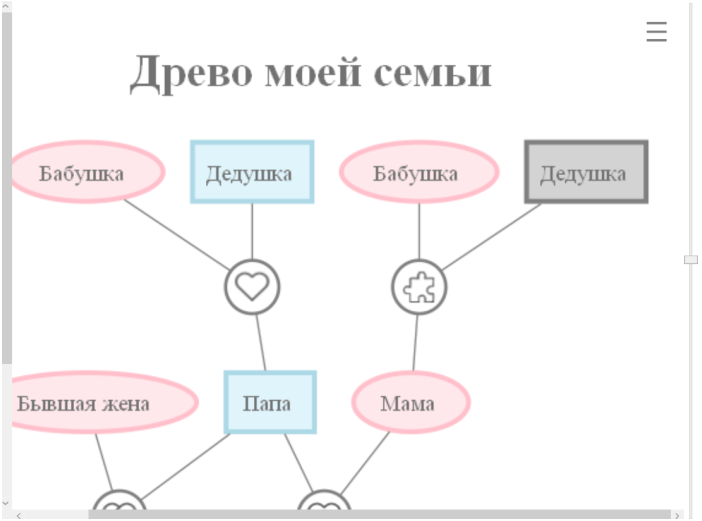 Древо моей семьи
Бабушка
Дедушка
Бабушка
Дедушка
Бывшая жена
Папа
Мама